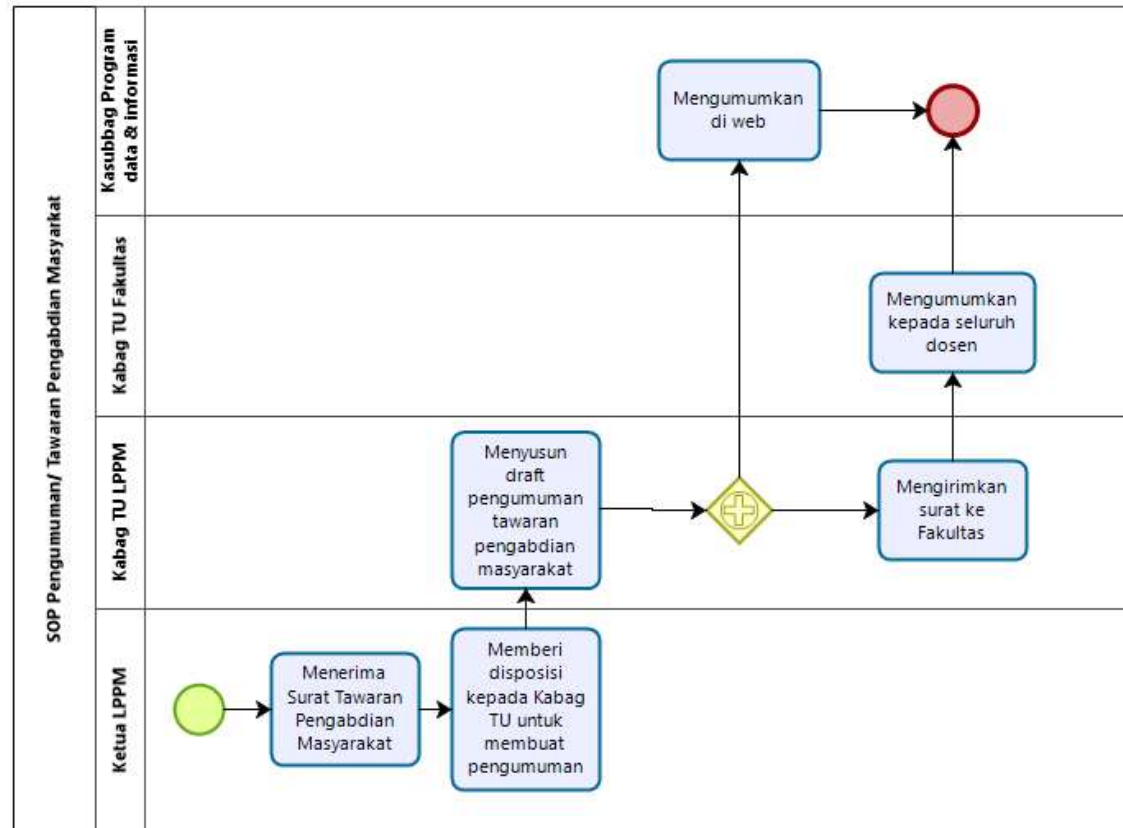 SOP Pengumuman/ Tawaran Pengabdian Masyarkat
Kasubbag Program
data & informasi
Mengumumkan
di web
Kabag TU Fakultas
Mengumumkan
kepada seluruh
dosen
Kabag TU LPPM
Menyusun
draft
pengumuman
tawaran
pengabdian
masyarakat
Mengirimkan
surat ke
Fakultas
Ketua LPPM
Menerima
Surat Tawaran
Pengabdian
Masyarakat
Memberi
disposisi
kepada Kabag
TU untuk
membuat
pengumuman